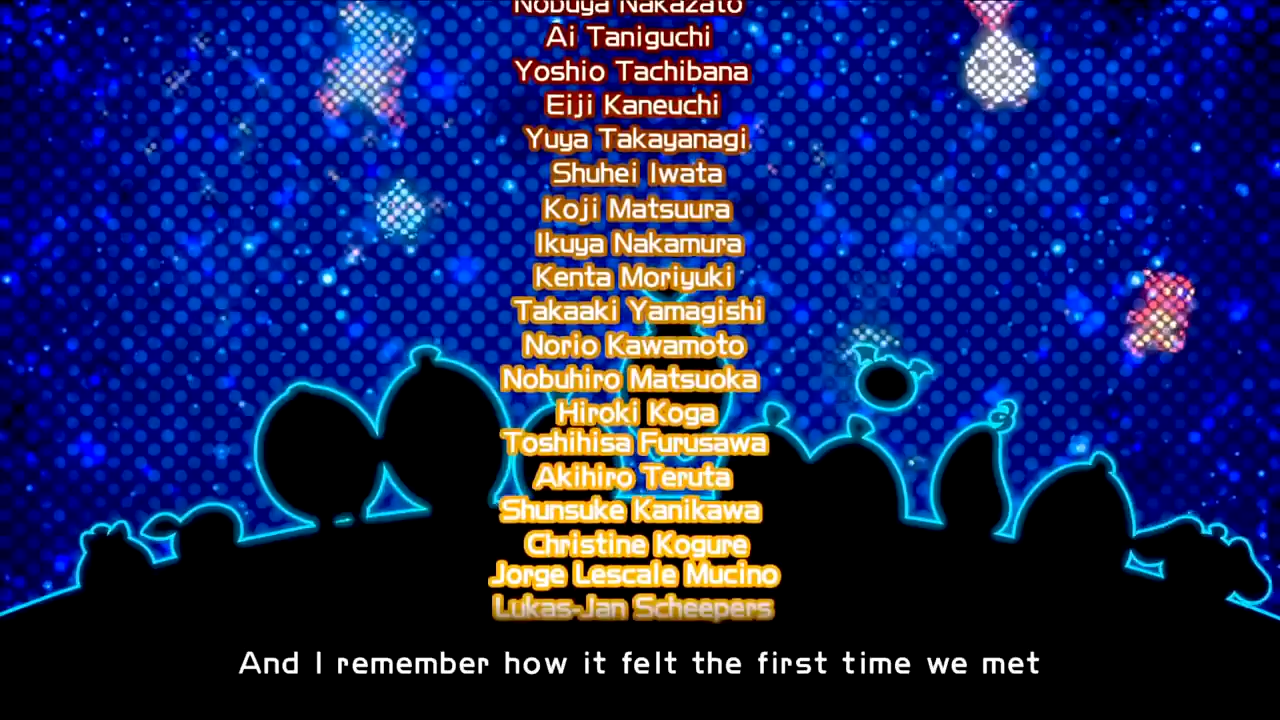 Nobuya Nakazato
Ai Taniguchi
Yoshio Tachibana
Eiji Kaneuchi
Yuya Takayanagi
Shuhei Iwata
Koji Matsuura
Ikuya Nakamura
Kenta Moriyuki
Takaaki Yamagishi
Norio Kawamoto
Nobuhiro Matsuoka
Hiroki Koga
Toshihisa Furusawa
Akihiro Teruta
Shunsuke Kanikawa
Christine Kogure
Jorge Lescale Mucino
Lukas-Jan Scheepers
And I remember how it felt the first time we met